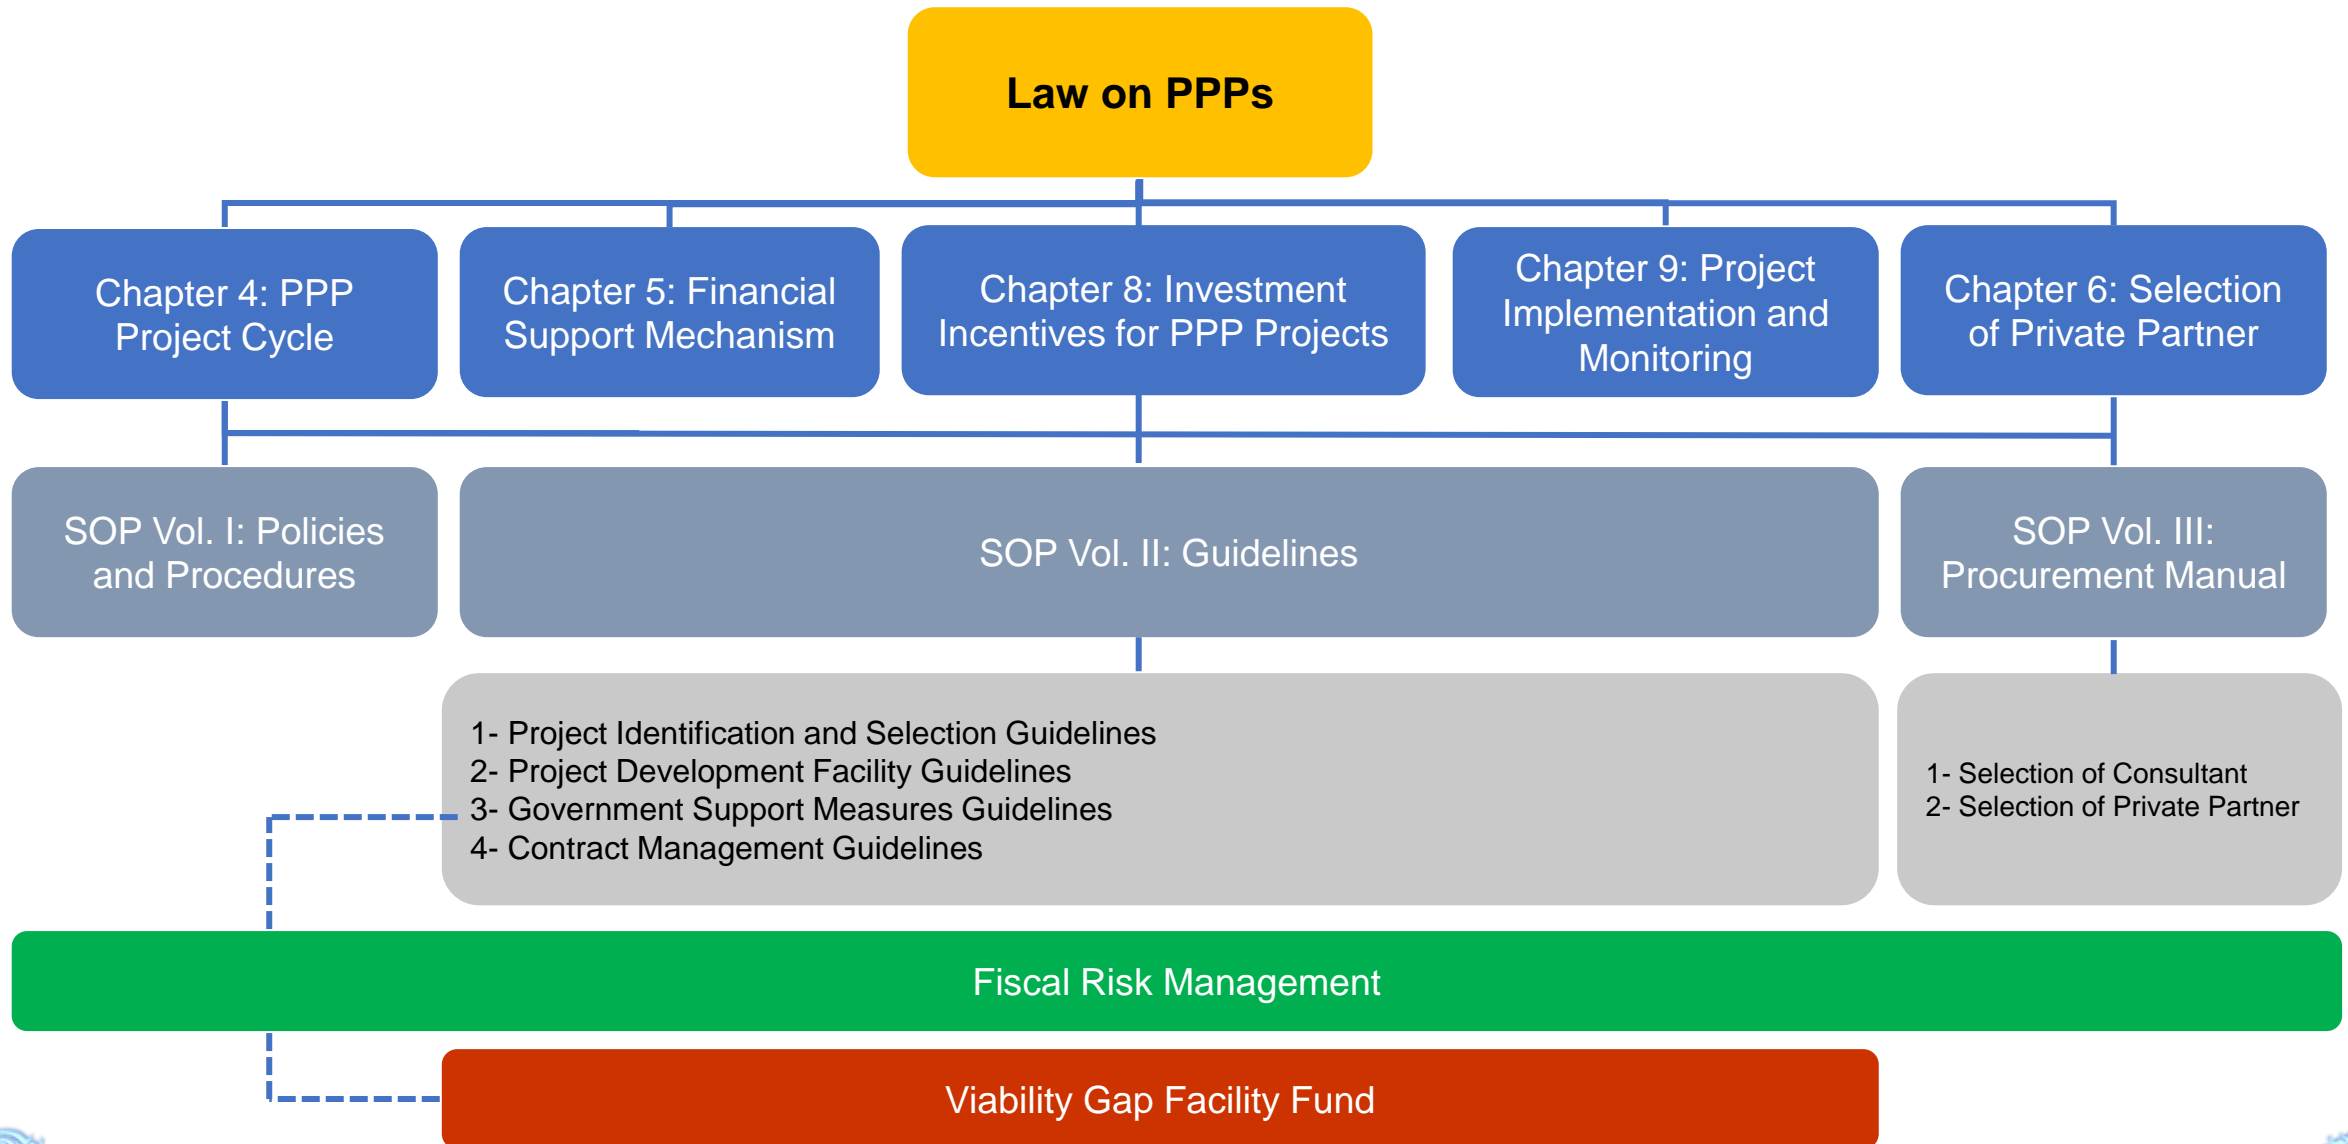 Law on PPPs
Chapter 4: PPP
Project Cycle
Chapter 5: Financial
Support Mechanism
Chapter 8: Investment
Incentives for PPP Projects
Chapter 9: Project
Implementation and
Monitoring
Chapter 6: Selection
of Private Partner
SOP Vol. I: Policies
and Procedures
SOP Vol. II: Guidelines
SOP Vol. III:
Procurement Manual
1- Project Identification and Selection Guidelines
2- Project Development Facility Guidelines
3- Government Support Measures Guidelines
4- Contract Management Guidelines
1- Selection of Consultant
2- Selection of Private Partner
Fiscal Risk Management
Viability Gap Facility Fund